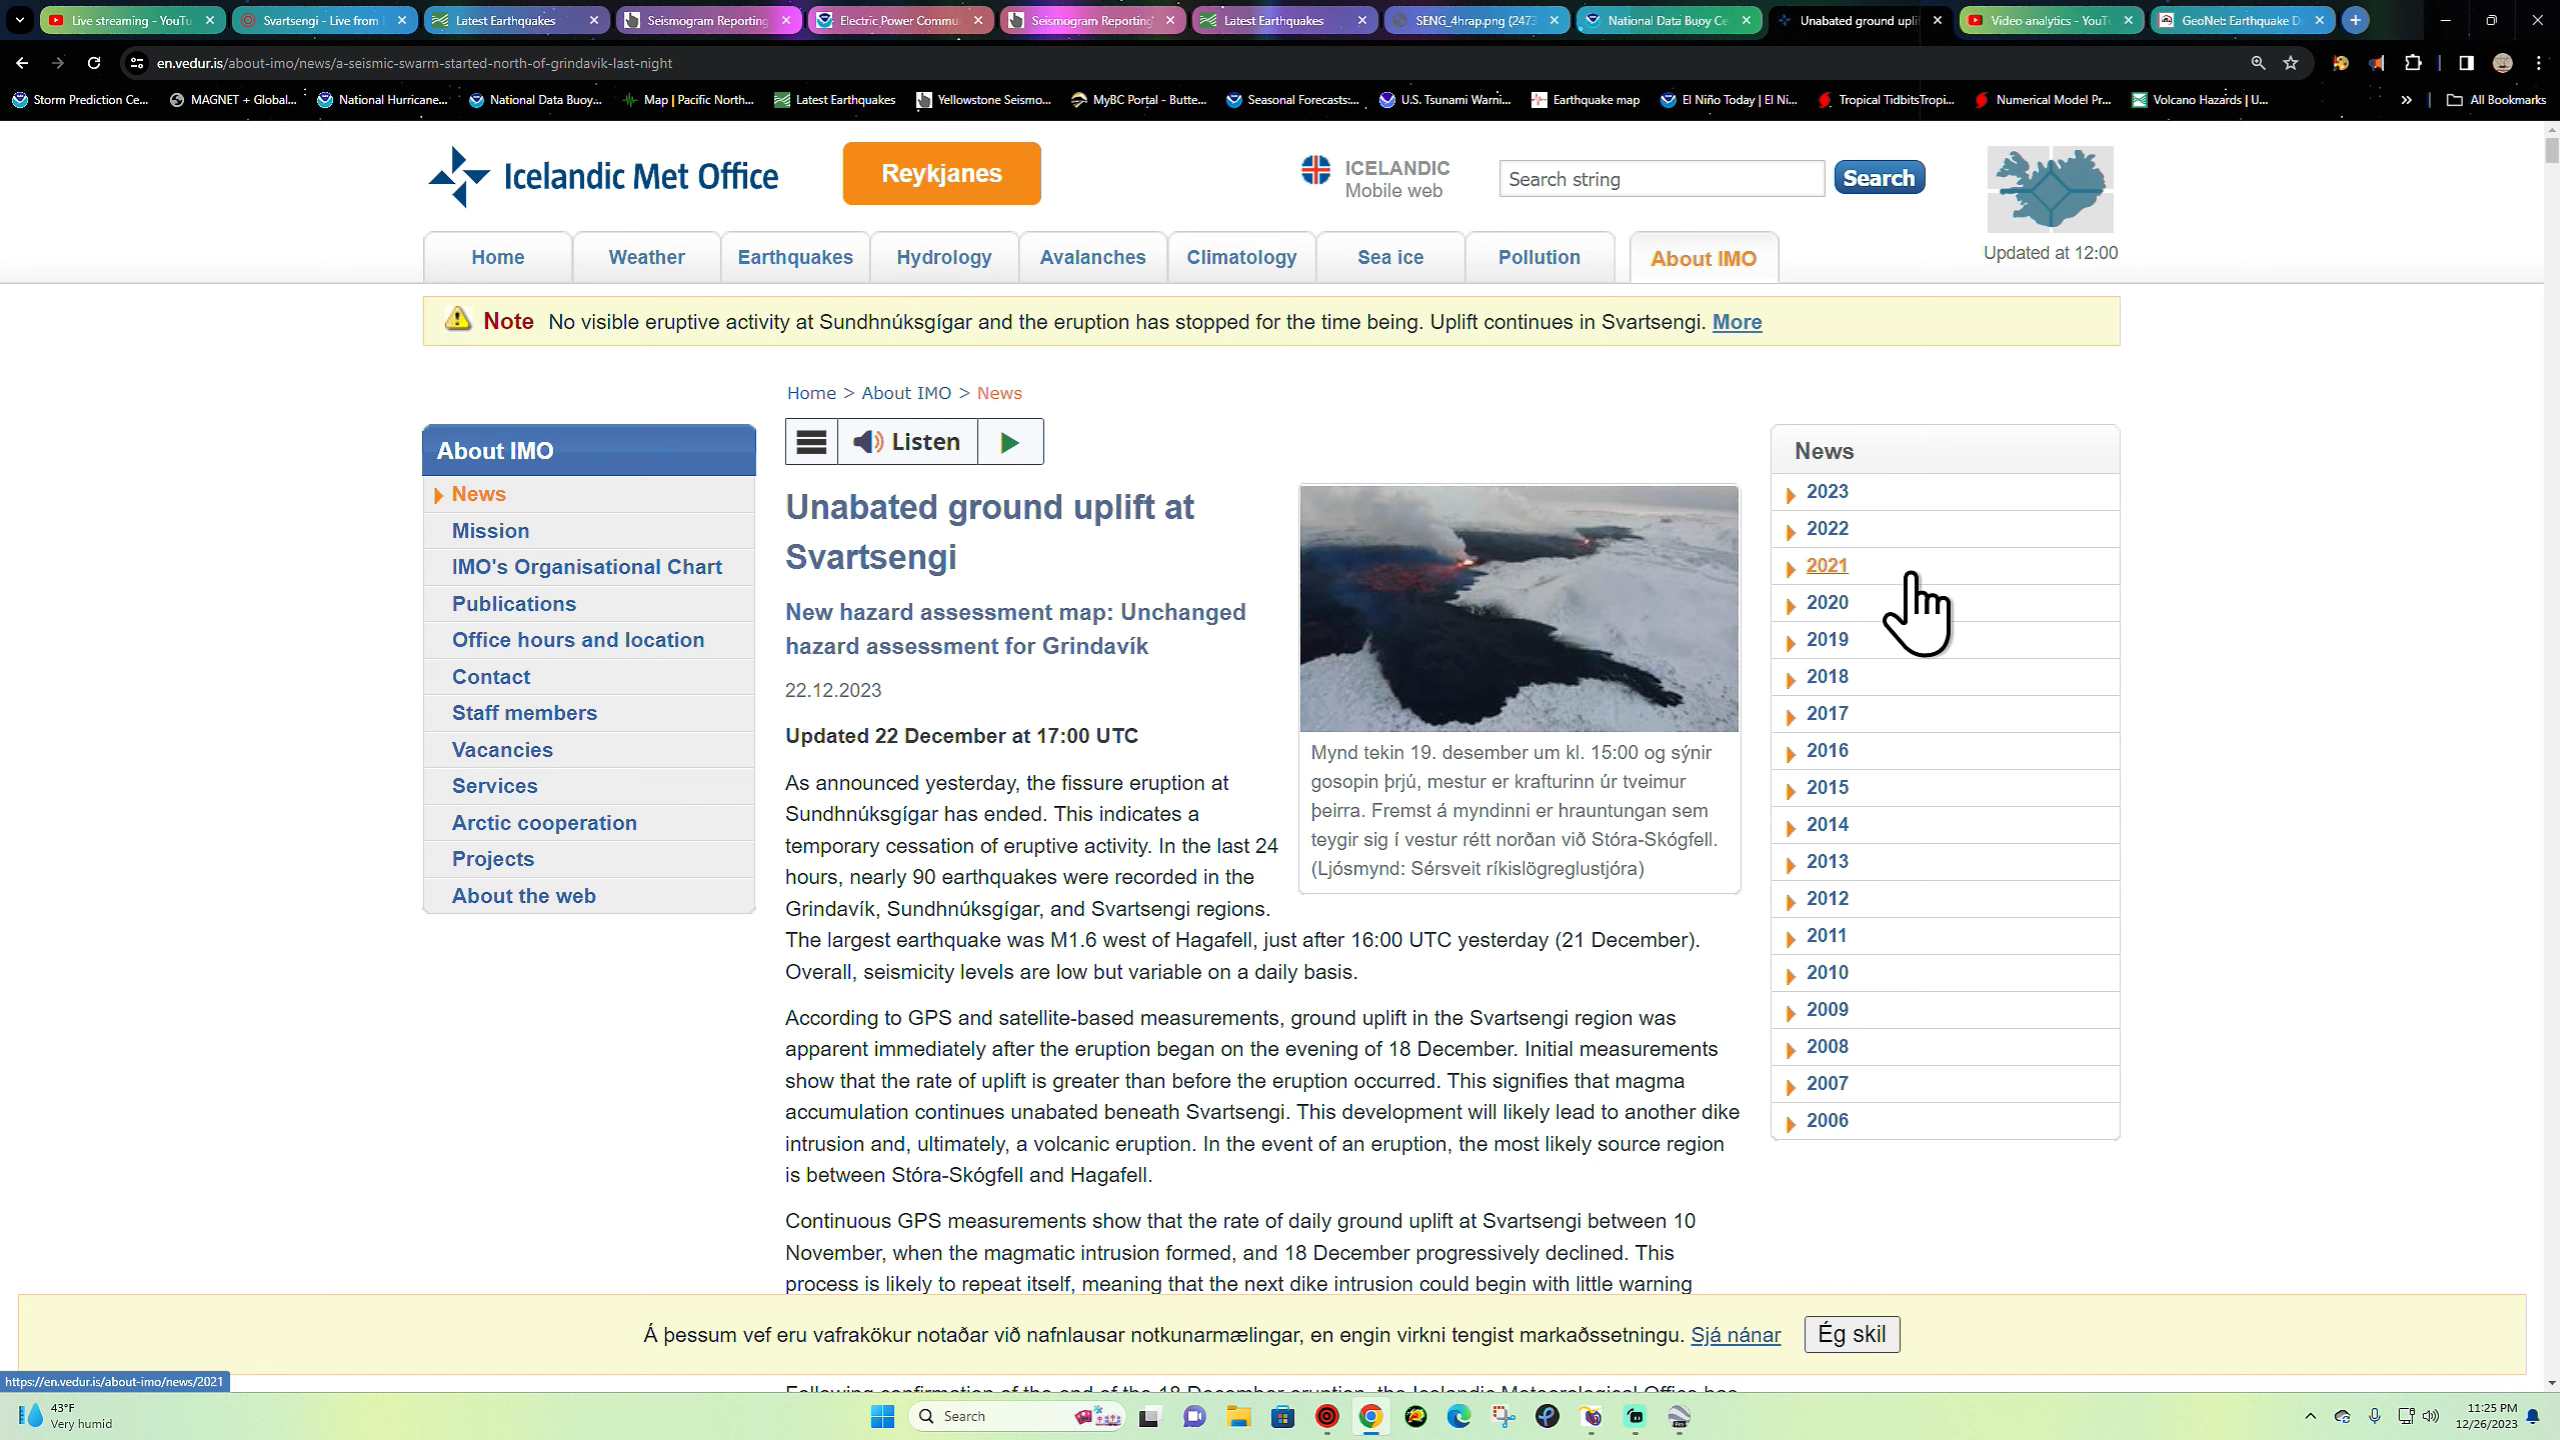 Live streaming - YouTu
Svartsengi - Live from
Latest Earthquakes
Seismogram Reporting
Electric Power Commu
Seismogram Reporting
Latest Earthquakes
SENG_4hrap.png (2473
National Data Buoy Ce
Unabated ground upli
Video analytics - YouT
GeoNet: Earthquake D
en.vedur.is/about-imo/news/a-seismic-swarm-started-north-of-grindavik-last-night
Storm Prediction Ce...
MAGNET + Global...
National Hurricane...
National Data Buoy...
Map | Pacific North...
Latest Earthquakes
Yellowstone Seismo...
MyBC Portal - Butte...
Seasonal Forecasts:...
U.S. Tsunami Warni...
Earthquake map
El Niño Today | El Ni...
Tropical TidbitsTropi...
Numerical Model Pr...
Volcano Hazards | U...
All Bookmarks
Icelandic Met Office
Reykjanes
ICELANDIC
Mobile web
Search string
Search
Updated at 12:00
Home
Weather
Earthquakes
Hydrology
Avalanches
Climatology
Sea ice
Pollution
About IMO
Note No visible eruptive activity at Sundhnúksgígar and the eruption has stopped for the time being. Uplift continues in Svartsengi. More
Home > About IMO > News
About IMO
News
Mission
IMO's Organisational Chart
Publications
Office hours and location
Contact
Staff members
Vacancies
Services
Arctic cooperation
Projects
About the web
Listen
Unabated ground uplift at
Svartsengi
New hazard assessment map: Unchanged
hazard assessment for Grindavík
22.12.2023
Updated 22 December at 17:00 UTC
As announced yesterday, the fissure eruption at
Sundhnúksgígar has ended. This indicates a
temporary cessation of eruptive activity. In the last 24
hours, nearly 90 earthquakes were recorded in the
Grindavík, Sundhnúksgígar, and Svartsengi regions.
The largest earthquake was M1.6 west of Hagafell, just after 16:00 UTC yesterday (21 December).
Overall, seismicity levels are low but variable on a daily basis.
According to GPS and satellite-based measurements, ground uplift in the Svartsengi region was
apparent immediately after the eruption began on the evening of 18 December. Initial measurements
show that the rate of uplift is greater than before the eruption occurred. This signifies that magma
accumulation continues unabated beneath Svartsengi. This development will likely lead to another dike
intrusion and, ultimately, a volcanic eruption. In the event of an eruption, the most likely source region
is between Stóra-Skógfell and Hagafell.
Continuous GPS measurements show that the rate of daily ground uplift at Svartsengi between 10
November, when the magmatic intrusion formed, and 18 December progressively declined. This
process is likely to repeat itself, meaning that the next dike intrusion could begin with little warning
Mynd tekin 19. desember um kl. 15:00 og sýnir
gosopin þrjú, mestur er krafturinn úr tveimur
þeirra. Fremst á myndinni er hrauntungan sem
teygir sig í vestur rétt norðan við Stóra-Skógfell.
(Ljósmynd: Sérsveit ríkislögreglustjóra)
News
2023
2022
2021
2020
2019
2018
2017
2016
2015
2014
2013
2012
2011
2010
2009
2008
2007
2006
Á þessum vef eru vafrakökur notaðar við nafnlausar notkunarmælingar, en engin virkni tengist markaðssetningu. Sjá nánar
Ég skil
https://en.vedur.is/about-imo/news/2021
43°F
Very humid
Search
11:25 PM
12/26/2023